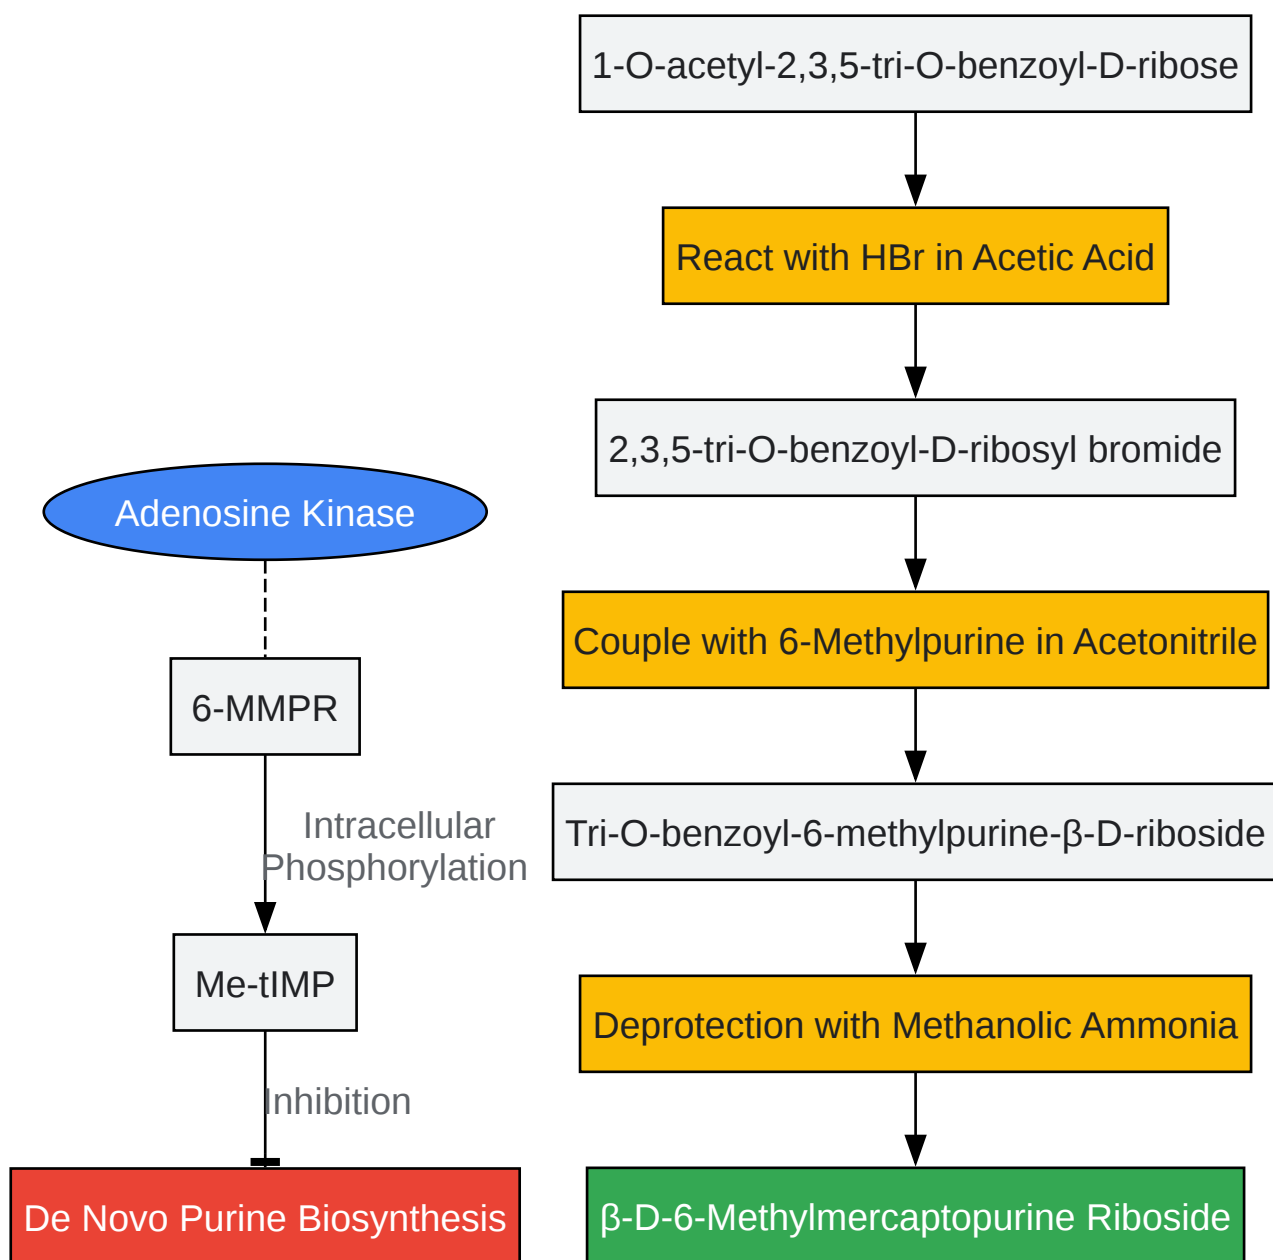 1-O-acetyl-2,3,5-tri-O-benzoyl-D-ribose
React with HBr in Acetic Acid
2,3,5-tri-O-benzoyl-D-ribosyl bromide
Couple with 6-Methylpurine in Acetonitrile
Tri-O-benzoyl-6-methylpurine-β-D-riboside
Deprotection with Methanolic Ammonia
β-D-6-Methylmercaptopurine Riboside
Adenosine Kinase
6-MMPR
Intracellular
Phosphorylation
Me-tIMP
Inhibition
De Novo Purine Biosynthesis